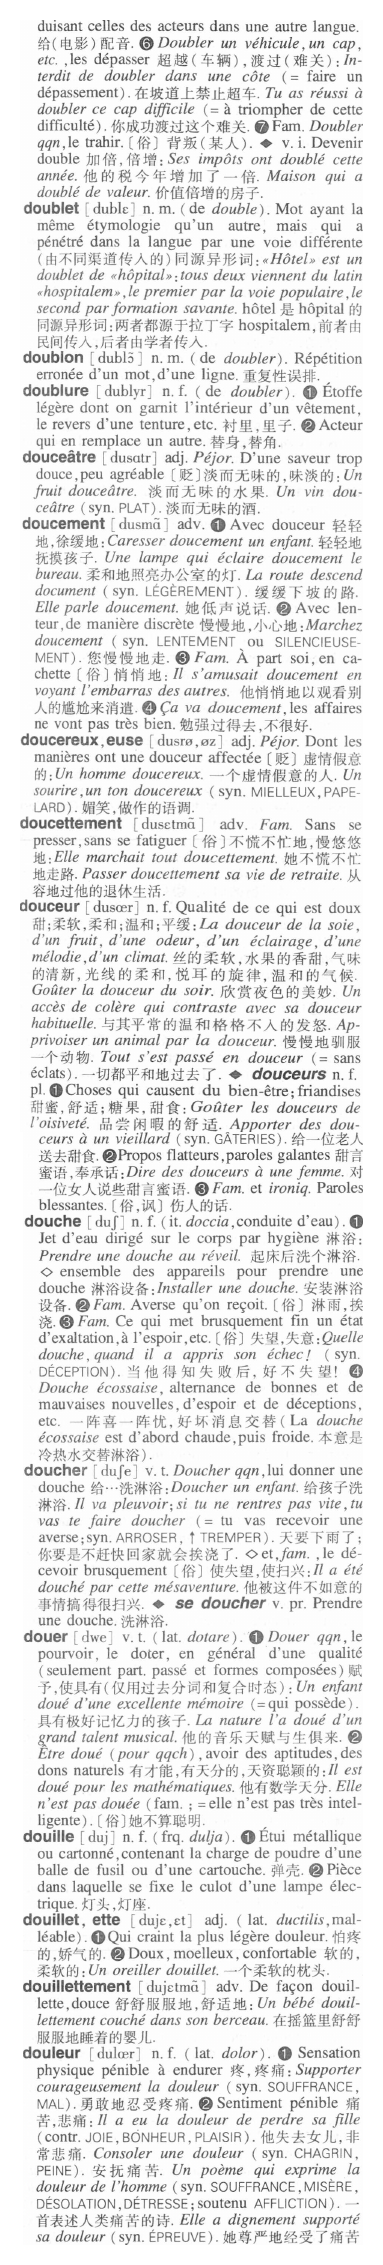 duisant celles des acteurs dans une autre langue.
给(电影)配音. ❻ Doubler un véhicule, un cap,
etc. ,les dépasser 超越(车辆),渡过(难关): In-
terdit de doubler dans une côte (= faire un
dépassement). 在坡道上禁止超车. Tu as réussi à
doubler ce cap difficile (= à triompher de cette
difficulté). 你成功渡过这个难关. ❼ Fam. Doubler
qqn, le trahir. [俗] 背叛(某人). ◆ v. i. Devenir
double 加倍,倍增: Ses impôts ont doublé cette
année. 他的税今年增加了一倍. Maison qui a
doublé de valeur. 价值倍增的房子.
doublet [dublɛ] n. m. (de double). Mot ayant la
même étymologie qu'un autre, mais qui a
pénétré dans la langue par une voie différente
(由不同渠道传入的) 同源异形词: «Hôtel» est un
doublet de «hôpital»: tous deux viennent du latin
«hospitalem», le premier par la voie populaire, le
second par formation savante. hôtel 是 hôpital 的
同源异形词: 两者都源于拉丁字 hospitalem,前者由
民间传入,后者由学者传入.
doublon [dublɔ̃] n. m. (de doubler). Répétition
erronée d'un mot, d'une ligne. 重复性误排.
doublure [dublyr] n. f. (de doubler). ❶ Étoffe
légère dont on garnit l'intérieur d'un vêtement,
le revers d'une tenture, etc. 衬里,里子. ❷ Acteur
qui en remplace un autre. 替身,替角.
douceâtre [dusɑtr] adj. Péjor. D'une saveur trop
douce, peu agréable [贬]淡而无味的,味淡的: Un
fruit douceâtre. 淡而无味的水果. Un vin dou-
ceâtre (syn. PLAT). 淡而无味的酒.
doucement [dusmɑ̃] adv. ❶ Avec douceur 轻轻
地,徐缓地: Caresser doucement un enfant. 轻轻地
抚摸孩子. Une lampe qui éclaire doucement le
bureau. 柔和地照亮办公室的灯. La route descend
document (syn. LÉGÈREMENT). 缓缓下坡的路.
Elle parle doucement. 她低声说话. ❷ Avec len-
teur, de manière discrète 慢慢地,小心地: Marchez
doucement (syn. LENTEMENT ou SILENCIEUSE-
MENT). 您慢慢地走. ❸ Fam. À part soi, en ca-
chette [俗]悄悄地: Il s'amusait doucement en
voyant l'embarras des autres. 他悄悄地以观看别
人的尴尬来消遣. ❹ Ça va doucement, les affaires
ne vont pas très bien. 勉强过得去,不很好.
doucereux, euse [dusrø, øz] adj. Péjor. Dont les
manières ont une douceur affectée [贬] 虚情假意
的: Un homme doucereux. 一个虚情假意的人. Un
sourire, un ton doucereux (syn. MIELLEUX, PAPE-
LARD). 媚笑,做作的语调.
doucettement [dusɛtmɑ̃] adv. Fam. Sans se
presser, sans se fatiguer [俗]不慌不忙地,慢悠悠
地: Elle marchait tout doucettement. 她不慌不忙
地走路. Passer doucettement sa vie de retraite. 从
容地过他的退休生活.
douceur [dusœr] n. f. Qualité de ce qui est doux
甜;柔软,柔和;温和;平缓: La douceur de la soie,
d'un fruit, d'une odeur, d'un éclairage, d'une
mélodie, d'un climat. 丝的柔软,水果的香甜,气味
的清新,光线的柔和,悦耳的旋律,温和的气候.
Goûter la douceur du soir. 欣赏夜色的美妙. Un
accès de colère qui contraste avec sa douceur
habituelle. 与其平常的温和格格不入的发怒. Ap-
privoiser un animal par la douceur. 慢慢地驯服
一个动物. Tout s'est passé en douceur (= sans
éclats). 一切都平和地过去了. ◆ douceurs n. f.
pl. ❶ Choses qui causent du bien-être; friandises
甜蜜,舒适;糖果,甜食: Goûter les douceurs de
l'oisiveté. 品尝闲暇的舒适. Apporter des dou-
ceurs à un vieillard (syn. GÂTERIES). 给一位老人
送去甜食. ❷ Propos flatteurs, paroles galantes 甜言
蜜语,奉承话: Dire des douceurs à une femme. 对
一位女人说些甜言蜜语. ❸ Fam. et ironiq. Paroles
blessantes. [俗,讽] 伤人的话.
douche [duʃ] n. f. (it. doccia, conduite d'eau). ❶
Jet d'eau dirigé sur le corps par hygiène 淋浴:
Prendre une douche au réveil. 起床后洗个淋浴.
◇ ensemble des appareils pour prendre une
douche 淋浴设备: Installer une douche. 安装淋浴
设备. ❷ Fam. Averse qu'on reçoit. [俗] 淋雨,挨
浇. ❸ Fam. Ce qui met brusquement fin un état
d'exaltation, à l'espoir, etc. [俗] 失望,失意: Quelle
douche, quand il a appris son échec! (syn.
DÉCEPTION). 当他得知失败后,好不失望! ❹
Douche écossaise, alternance de bonnes et de
mauvaises nouvelles, d'espoir et de déceptions,
etc. 一阵喜一阵忧,好坏消息交替 (La douche
écossaise est d'abord chaude, puis froide. 本意是
冷热水交替淋浴).
doucher [duʃe] v. t. Doucher qqn, lui donner une
douche 给…洗淋浴: Doucher un enfant. 给孩子洗
淋浴. Il va pleuvoir; si tu ne rentres pas vite, tu
vas te faire doucher (= tu vas recevoir une
averse; syn. ARROSER, ↑ TREMPER). 天要下雨了;
你要是不赶快回家就会挨浇了. ◇ et, fam. , le dé-
cevoir brusquement [俗] 使失望,使扫兴: Il a été
douché par cette mésaventure. 他被这件不如意的
事情搞得很扫兴. ◆ se doucher v. pr. Prendre
une douche. 洗淋浴.
douer [dwe] v. t. (lat. dotare). ❶ Douer qqn, le
pourvoir, le doter, en général d'une qualité
(seulement part. passé et formes composées) 赋
予,使具有(仅用过去分词和复合时态): Un enfant
doué d'une excellente mémoire (= qui possède).
具有极好记忆力的孩子. La nature l'a doué d'un
grand talent musical. 他的音乐天赋与生俱来. ❷
Être doué (pour qqch), avoir des aptitudes, des
dons naturels 有才能,有天分的,天资聪颖的: Il est
doué pour les mathématiques. 他有数学天分. Elle
n'est pas douée (fam. ; = elle n'est pas très intel-
ligente). [俗]她不算聪明.
douille [duj] n. f. (frq. dulja). ❶ Étui métallique
ou cartonné, contenant la charge de poudre d'une
balle de fusil ou d'une cartouche. 弹壳. ❷ Pièce
dans laquelle se fixe le culot d'une lampe élec-
trique. 灯头,灯座.
douillet, ette [dujɛ, ɛt] adj. (lat. ductilis, mal-
léable). ❶ Qui craint la plus légère douleur. 怕疼
的,娇气的. ❷ Doux, moelleux, confortable 软的,
柔软的: Un oreiller douillet. 一个柔软的枕头.
douillettement [dujɛtmɑ̃] adv. De façon douil-
lette, douce 舒舒服服地,舒适地: Un bébé douil-
lettement couché dans son berceau. 在摇篮里舒舒
服服地睡着的婴儿.
douleur [dulœr] n. f. (lat. dolor). ❶ Sensation
physique pénible à endurer 疼,疼痛: Supporter
courageusement la douleur (syn. SOUFFRANCE,
MAL). 勇敢地忍受疼痛. ❷ Sentiment pénible 痛
苦,悲痛: Il a eu la douleur de perdre sa fille
(contr. JOIE, BONHEUR, PLAISIR). 他失去女儿,非
常悲痛. Consoler une douleur (syn. CHAGRIN,
PEINE). 安抚痛苦. Un poème qui exprime la
douleur de l'homme (syn. SOUFFRANCE, MISÈRE,
DÉSOLATION, DÉTRESSE; soutenu AFFLICTION). 一
首表述人类痛苦的诗. Elle a dignement supporté
sa douleur (syn. ÉPREUVE). 她尊严地经受了痛苦